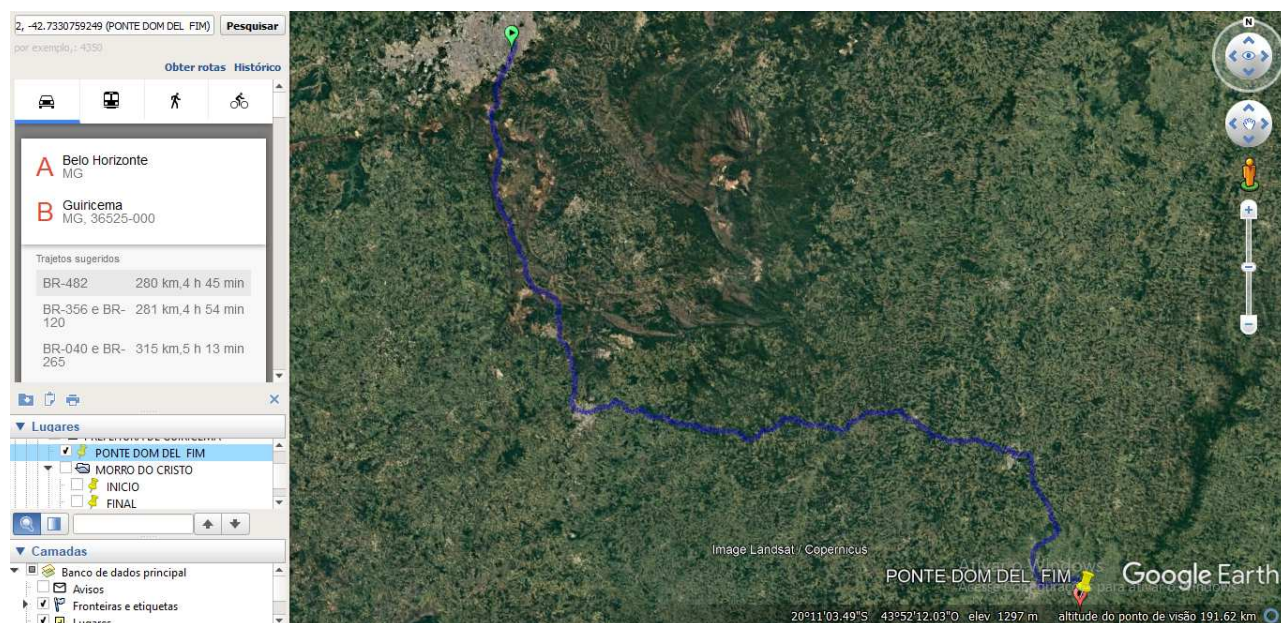 2, -42.7330759249 (PONTE DOM DEL  FIM)
Pesquisar
por exemplo,: 4350
Obter rotas Histórico
A Belo Horizonte
MG
B Guiricema
MG, 36525-000
Trajetos sugeridos
BR-482 280 km,4 h 45 min
BR-356 e BR- 281 km,4 h 54 min
120
BR-040 e BR- 315 km,5 h 13 min
265
Lugares
PREFEITURA DE GUIRICEMA
PONTE DOM DEL  FIM
MORRO DO CRISTO
INICIO
FINAL
Camadas
Banco de dados principal
Avisos
Fronteiras e etiquetas
Lugares
N
Image Landsat / Copernicus
PONTE DOM DEL  FIM
Google Earth
20°11'03.49"S 43°52'12.03"O elev 1297 m altitude do ponto de visão 191.62 km